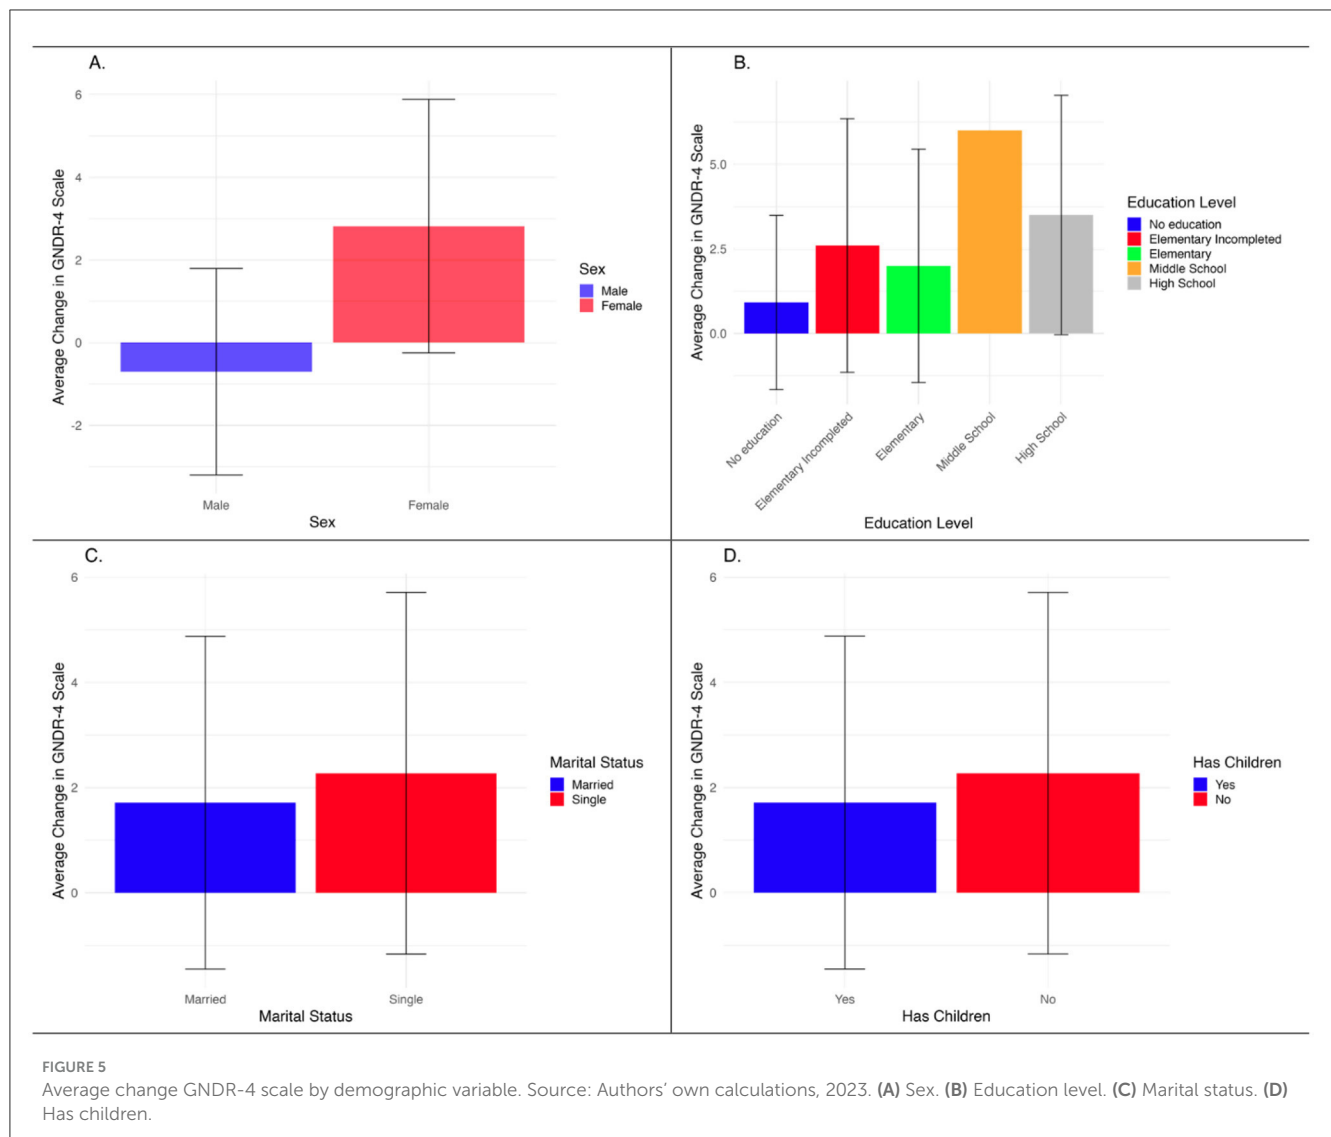 A.
Average Change in GNDR-4 Scale
6
4
2
0
-2
Male
Female
Sex
Sex
Male
Female
B.
Average Change in GNDR-4 Scale
5.0
2.5
0.0
No education
Elementary Incompleted
Elementary
Middle School
High School
Education Level
Education Level
No education
Elementary Incompleted
Elementary
Middle School
High School
C.
Average Change in GNDR-4 Scale
6
4
2
0
Married
Single
Marital Status
Marital Status
Married
Single
D.
Average Change in GNDR-4 Scale
6
4
2
0
Yes
No
Has Children
Has Children
Yes
No
FIGURE 5
Average change GNDR-4 scale by demographic variable. Source: Authors' own calculations, 2023. (A) Sex. (B) Education level. (C) Marital status. (D)
Has children.